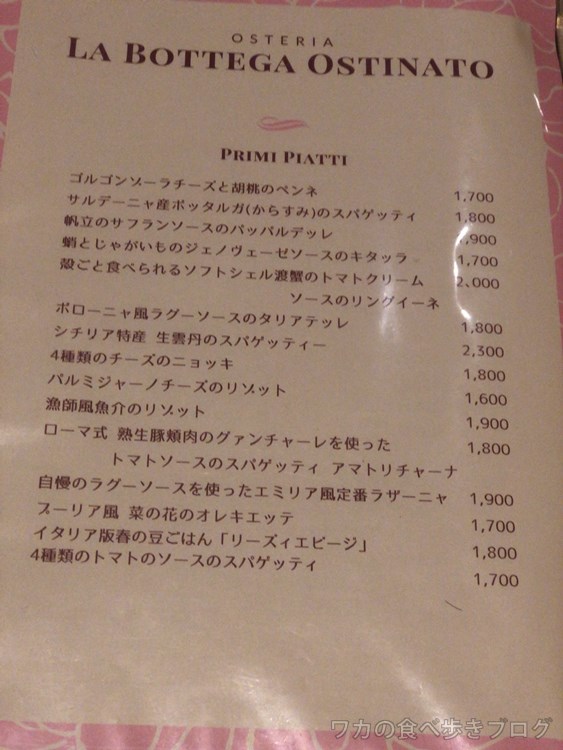 OSTERIA
LA BOTTEGA OSTINATO
PRIMI PIATTI
ゴルゴンゾーラチーズと胡桃のペンネ 1,700
サルデーニャ産ボッタルガ(からすみ)のスパゲッティ 1,800
帆立のサフランソースのパッパルデッレ ,900
蛸とじゃがいものジェノヴェーゼソースのキタッラ 1,700
殻ごと食べられるソフトシェル渡蟹のトマトクリーム 2,000
ソースのリングイーネ
ボローニャ風ラグーソースのタリアテッレ 1,800
シチリア特産 生雲丹のスパゲッティー 2,300
4種類のチーズのニョッキ 1,800
パルミジャーノチーズのリゾット 1,600
漁師風魚介のリゾット 1,900
ローマ式 熟生豚頬肉のグァンチャーレを使った 1,800
トマトソースのスパゲッティ アマトリチャーナ
自慢のラグーソースを使ったエミリア風定番ラザーニャ 1,900
プーリア風 菜の花のオレキエッテ 1,700
イタリア版春の豆ごはん「リーズィエビージ」 1,800
4種類のトマトのソースのスパゲッティ 1,700
ワカの食べ歩きブログ